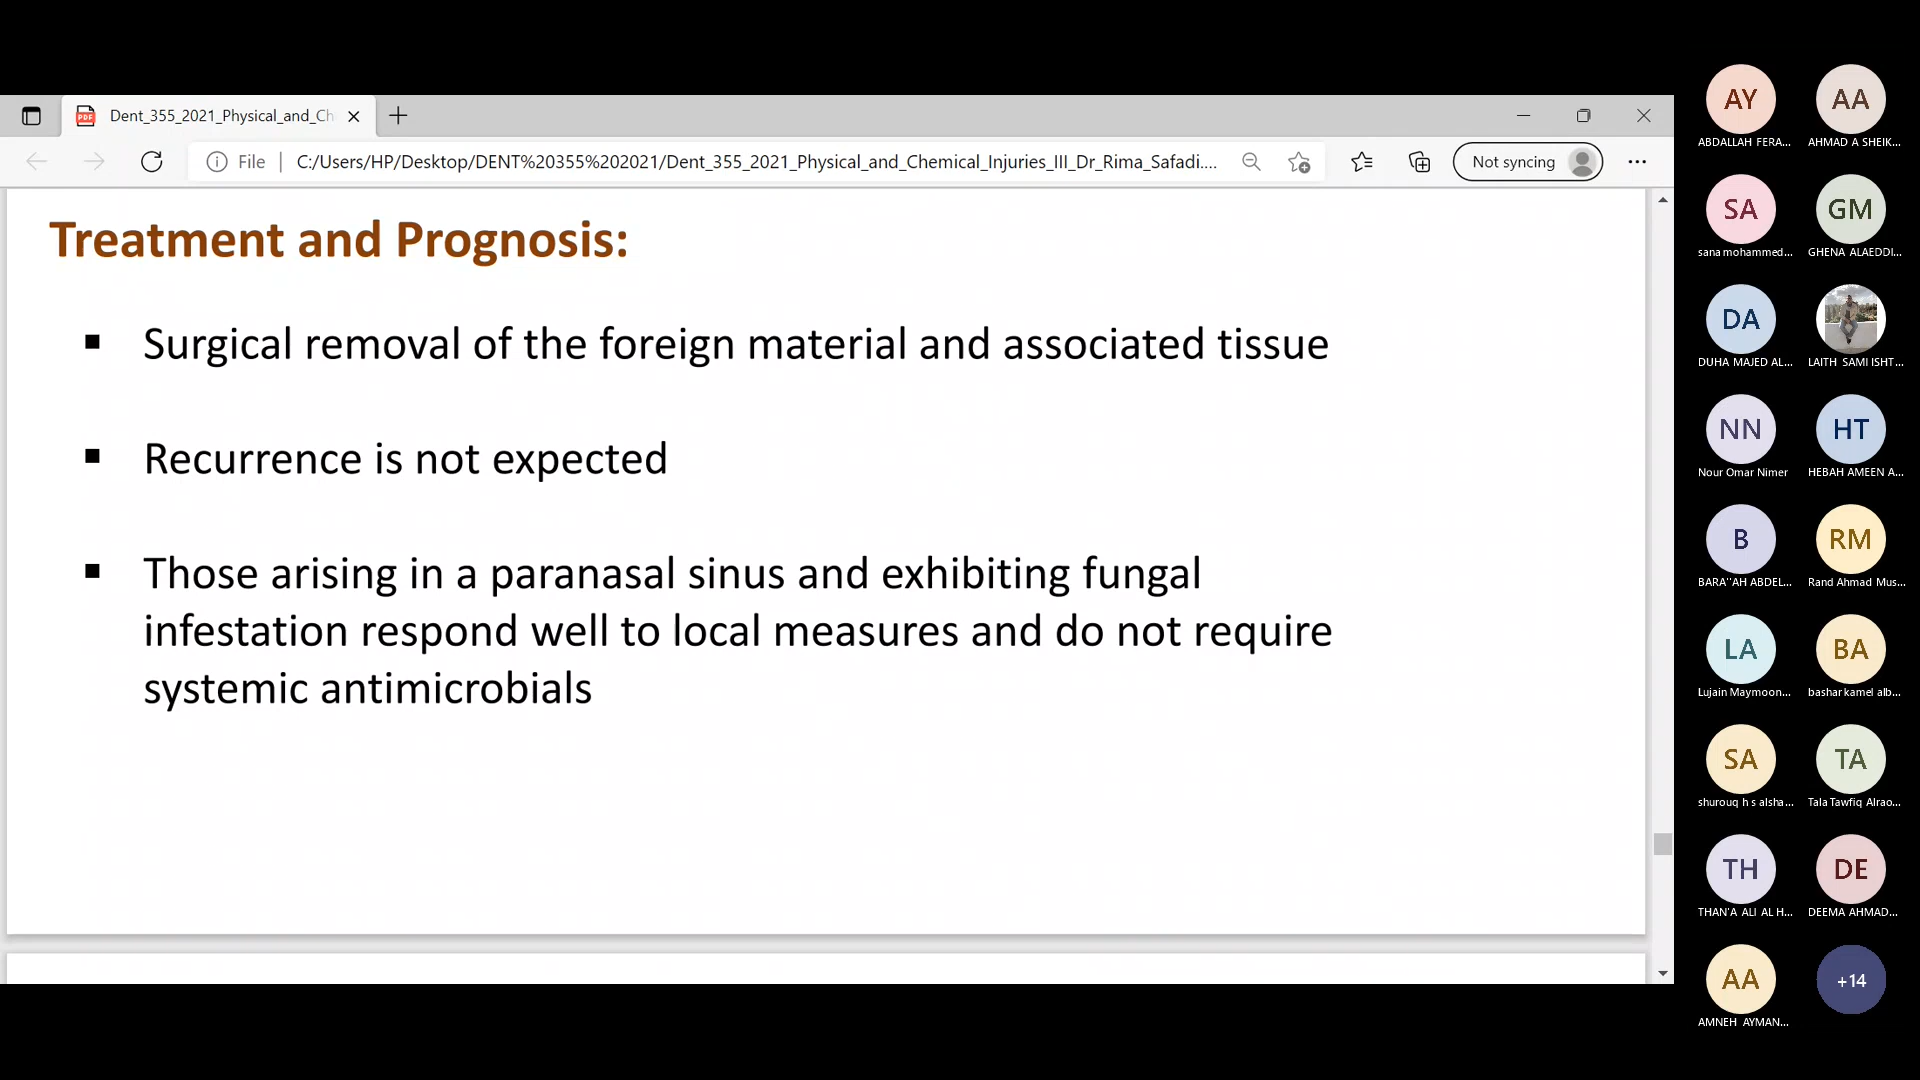 Dent_355_2021_Physical_and_Ch
File
C:/Users/HP/Desktop/DENT%20355%202021/Dent_355_2021_Physical_and_Chemical_Injuries_III_Dr_Rima_Safadi....
Not syncing
Treatment and Prognosis:
▪ Surgical removal of the foreign material and associated tissue
▪ Recurrence is not expected
▪ Those arising in a paranasal sinus and exhibiting fungal
infestation respond well to local measures and do not require
systemic antimicrobials
AY AA
ABDALLAH FERA... AHMAD A SHEIK...
SA GM
sana mohammed... GHENA ALAEDDI...
DA
DUHA MAJED AL... LAITH SAMI ISHT...
NN HT
Nour Omar Nimer HEBAH AMEEN A...
B RM
BARA''AH ABDEL... Rand Ahmad Mus...
LA BA
Lujain Maymoon... bashar kamel alb...
SA TA
shurouq h s alsha... Tala Tawfiq Alrao...
TH DE
THAN'A ALI AL H... DEEMA AHMAD...
AA +14
AMNEH AYMAN...